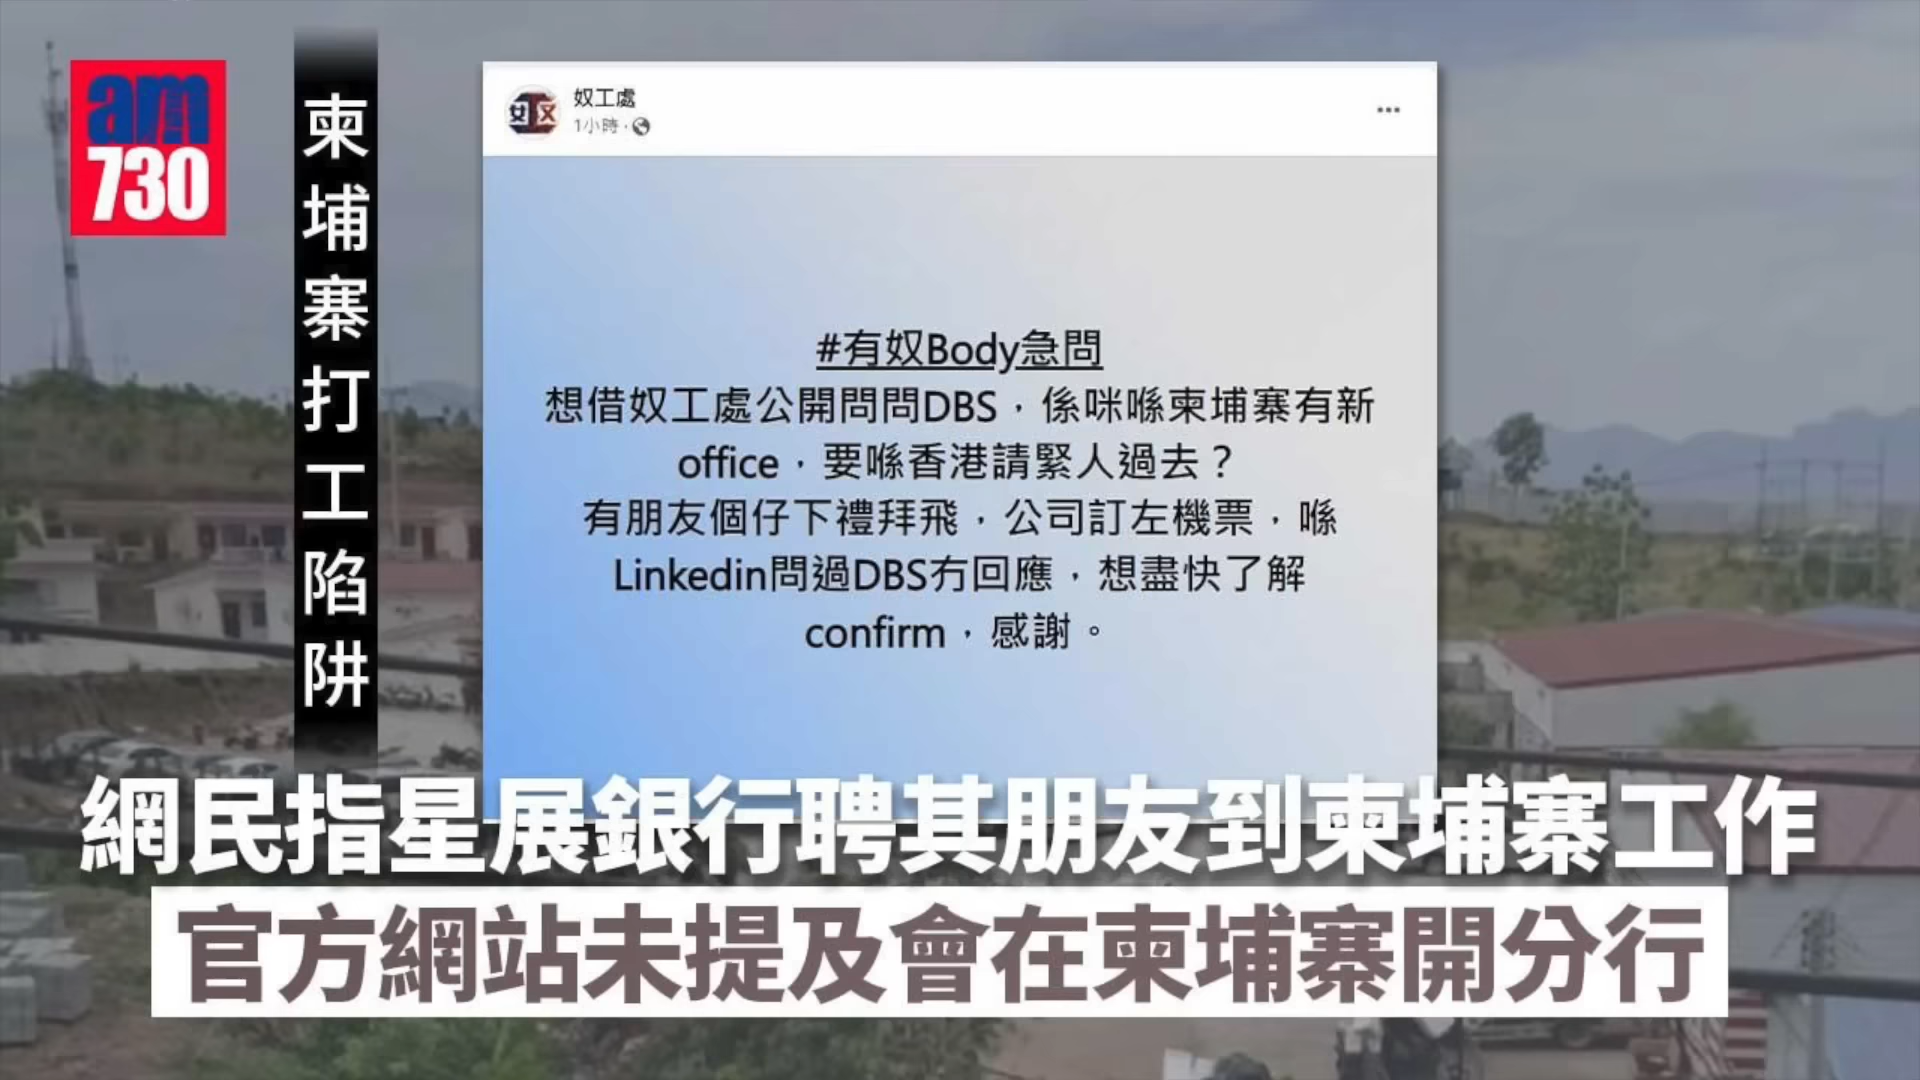 am
730
柬埔寨打工陷阱
奴工處
1小時
#有奴Body急問
想借奴工處公開問問DBS，係咪喺柬埔寨有新
office，要喺香港請緊人過去？
有朋友個仔下禮拜飛，公司訂左機票，喺
Linkedin問過DBS冇回應，想盡快了解
confirm，感謝。
網民指星展銀行聘其朋友到柬埔寨工作
官方網站未提及會在柬埔寨開分行